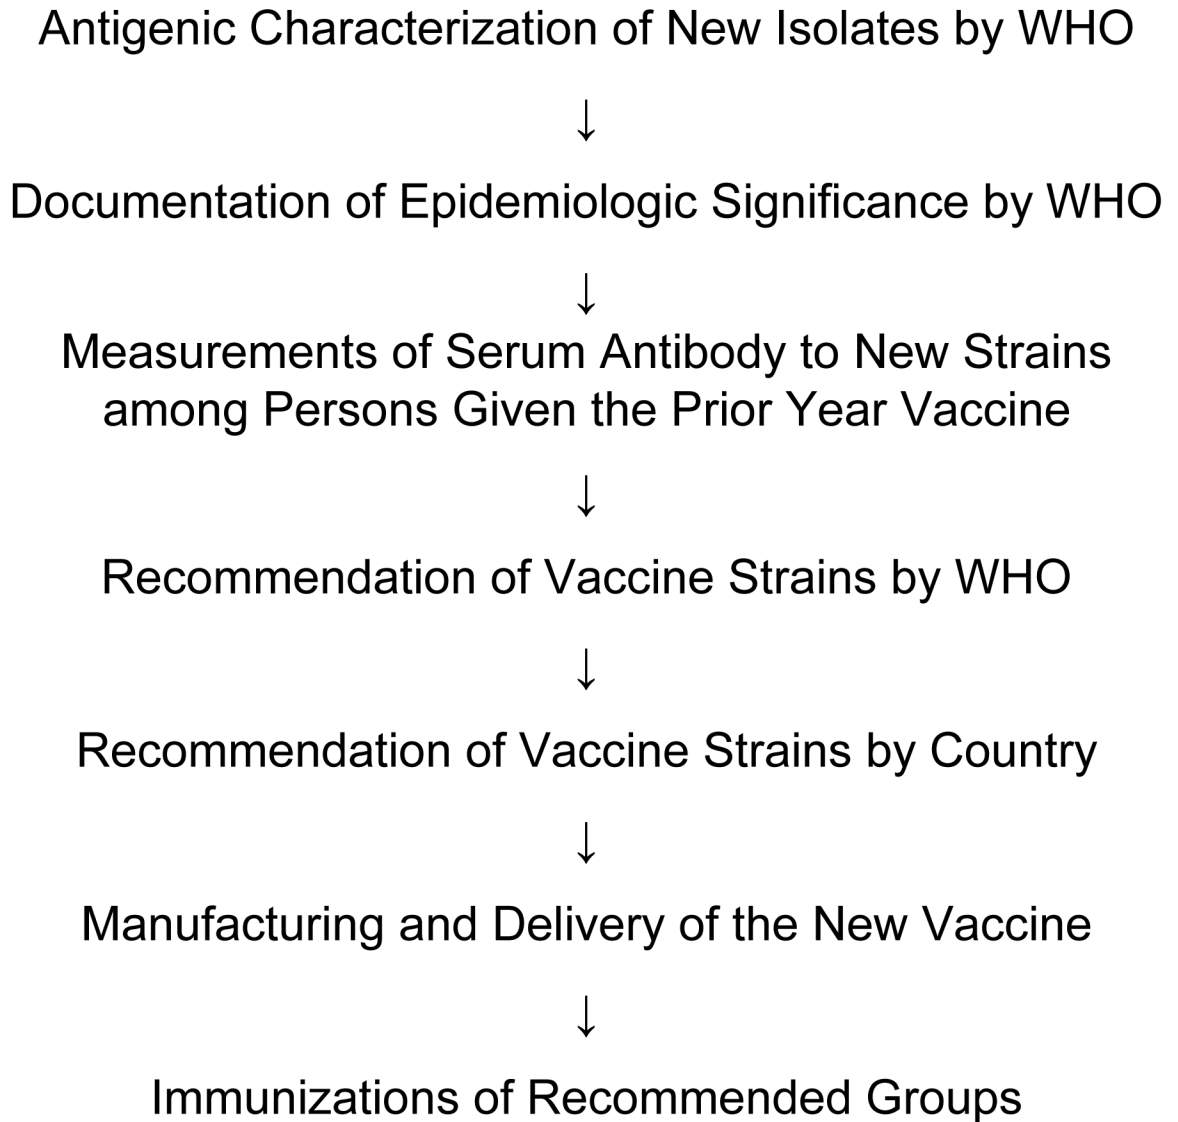 Antigenic Characterization of New Isolates by WHO
↓
Documentation of Epidemiologic Significance by WHO
↓
Measurements of Serum Antibody to New Strains
among Persons Given the Prior Year Vaccine
↓
Recommendation of Vaccine Strains by WHO
↓
Recommendation of Vaccine Strains by Country
↓
Manufacturing and Delivery of the New Vaccine
↓
Immunizations of Recommended Groups